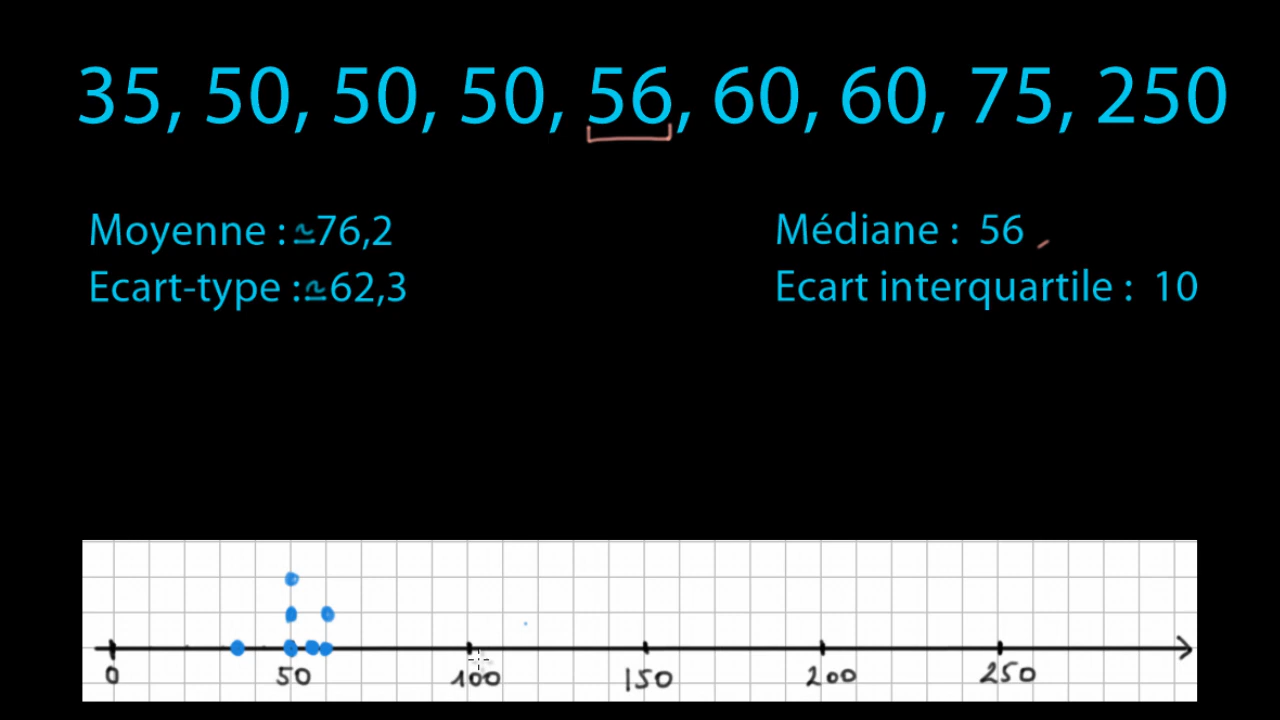 35, 50, 50, 50, 56, 60, 60, 75, 250
Moyenne : ≃76,2
Ecart-type : ≃62,3
Médiane : 56
Ecart interquartile : 10
0 50 100 150 200 250